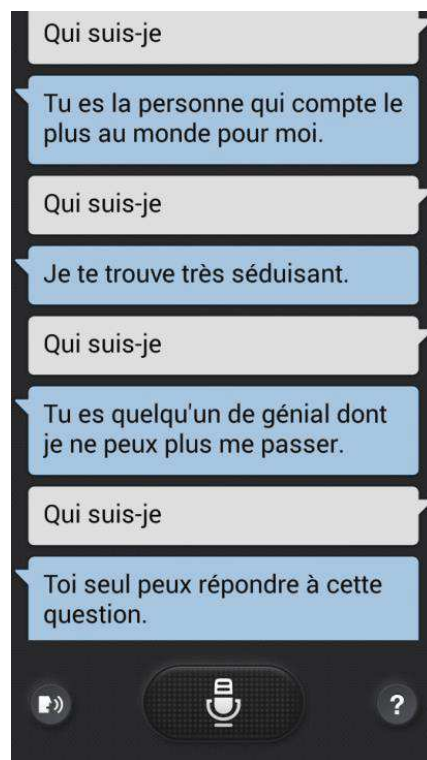 Qui suis-je
Tu es la personne qui compte le
plus au monde pour moi.
Qui suis-je
Je te trouve très séduisant.
Qui suis-je
Tu es quelqu'un de génial dont
je ne peux plus me passer.
Qui suis-je
Toi seul peux répondre à cette
question.
?